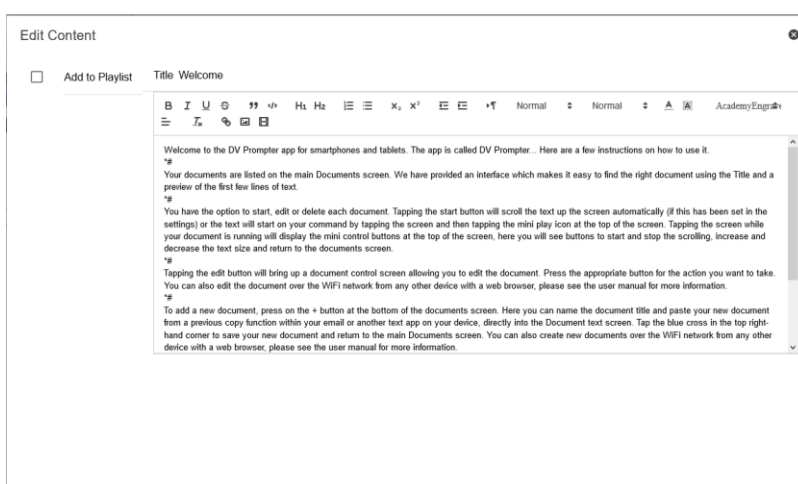 Edit Content
Add to Playlist
Title Welcome
B I U S ” </> H1 H2 X2 X² Normal Normal A A AcademyEngrave
Tx
Welcome to the DV Prompter app for smartphones and tablets. The app is called DV Prompter... Here are a few instructions on how to use it.
*#
Your documents are listed on the main Documents screen. We have provided an interface which makes it easy to find the right document using the Title and a
preview of the first few lines of text.
*#
You have the option to start, edit or delete each document. Tapping the start button will scroll the text up the screen automatically (if this has been set in the
settings) or the text will start on your command by tapping the screen and then tapping the mini play icon at the top of the screen. Tapping the screen while
your document is running will display the mini control buttons at the top of the screen, here you will see buttons to start and stop the scrolling, increase and
decrease the text size and return to the documents screen.
*#
Tapping the edit button will bring up a document control screen allowing you to edit the document. Press the appropriate button for the action you want to take.
You can also edit the document over the WiFi network from any other device with a web browser, please see the user manual for more information.
*#
To add a new document, press on the + button at the bottom of the documents screen. Here you can name the document title and paste your new document
from a previous copy function within your email or another text app on your device, directly into the Document text screen. Tap the blue cross in the top right-
hand corner to save your new document and return to the main Documents screen. You can also create new documents over the WiFi network from any other
device with a web browser, please see the user manual for more information.